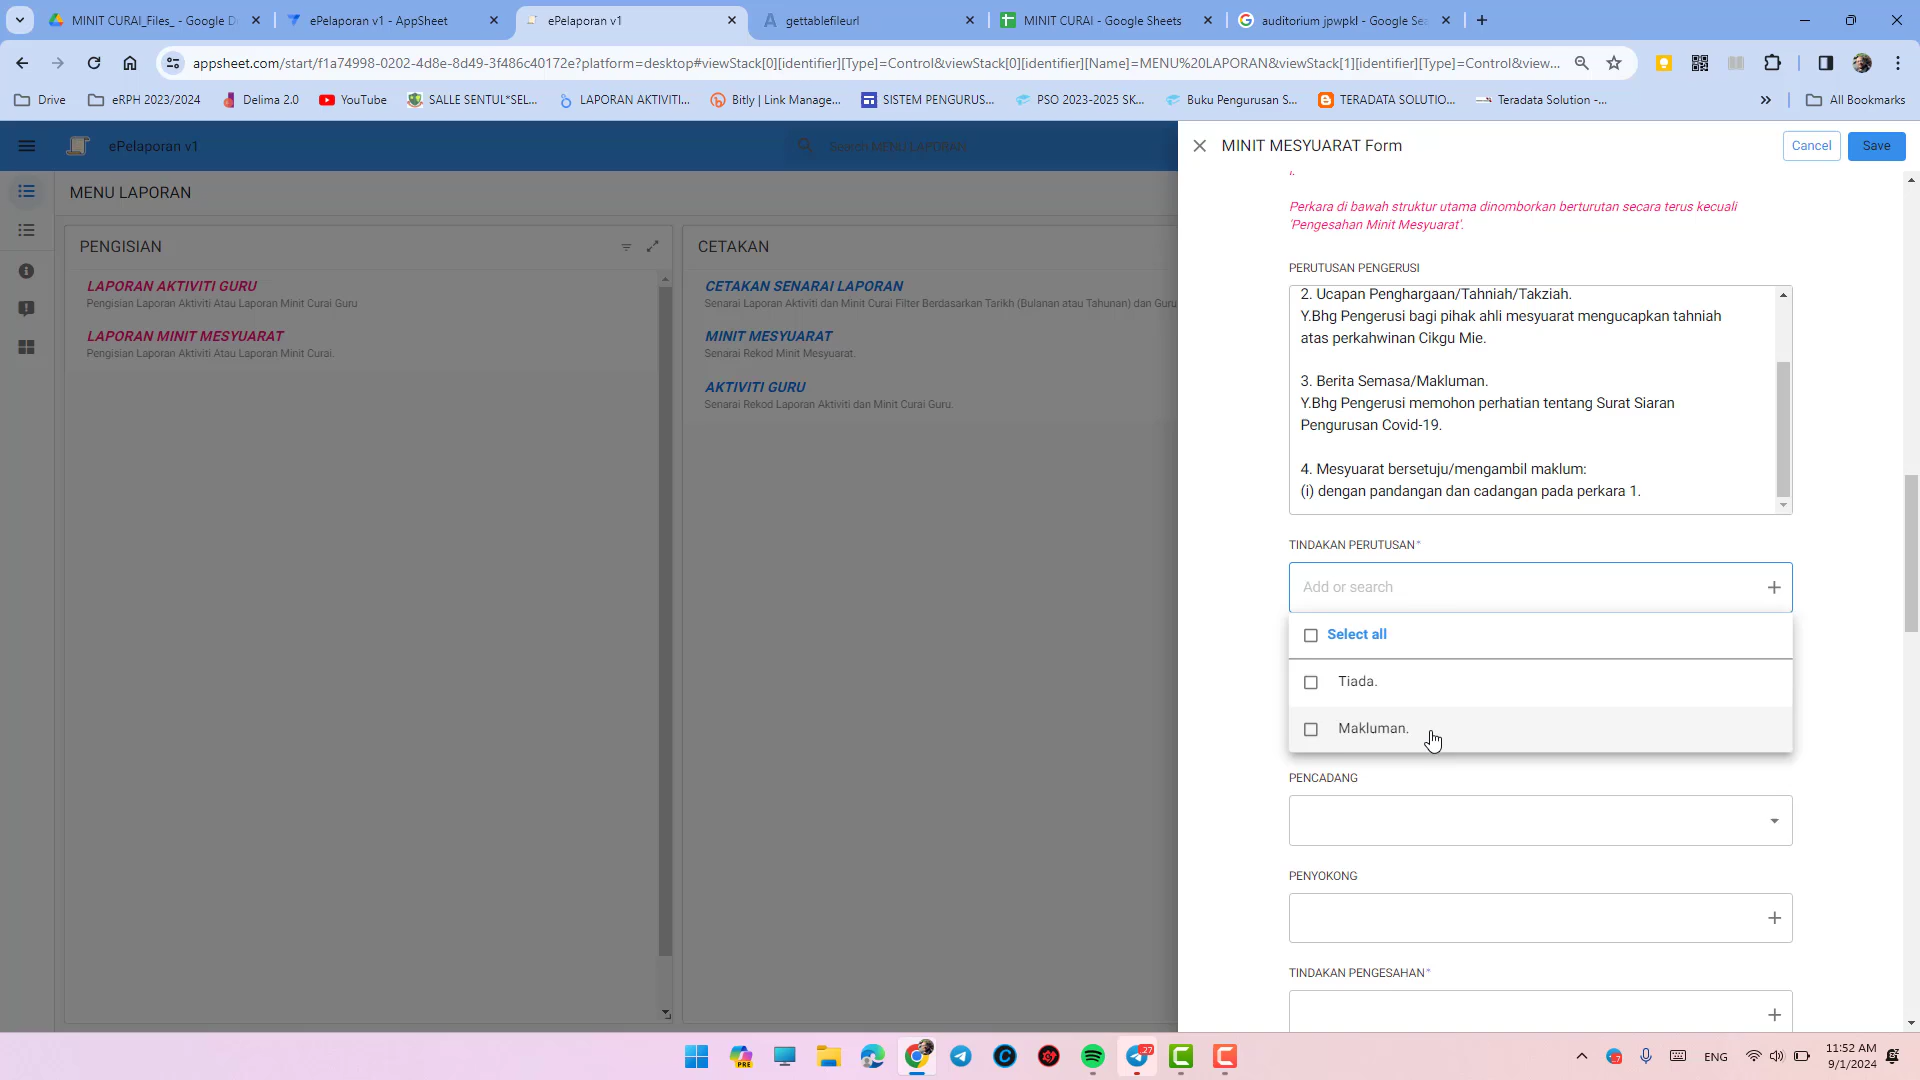 MINIT CURAI_Files_ - Google D
ePelaporan v1 - AppSheet
ePelaporan v1
gettablefileurl
MINIT CURAI - Google Sheets
auditorium jpwpkl - Google Se
appsheet.com/start/f1a74998-0202-4d8e-8d49-3f486c40172e?platform=desktop#viewStack[0][identifier][Type]=Control&viewStack[0][identifier][Name]=MENU%20LAPORAN&viewStack[1][identifier][Type]=Control&view...
Drive
eRPH 2023/2024
Delima 2.0
YouTube
SALLE SENTUL*SEL...
LAPORAN AKTIVITI...
Bitly | Link Manage...
SISTEM PENGURUS...
PSO 2023-2025 SK...
Buku Pengurusan S...
TERADATA SOLUTIO...
Teradata Solution -...
All Bookmarks
ePelaporan v1
Search MENU LAPORAN
MENU LAPORAN
PENGISIAN
LAPORAN AKTIVITI GURU
Pengisian Laporan Aktiviti Atau Laporan Minit Curai Guru
LAPORAN MINIT MESYUARAT
Pengisian Laporan Aktiviti Atau Laporan Minit Curai.
CETAKAN
CETAKAN SENARAI LAPORAN
Senarai Laporan Aktiviti dan Minit Curai Filter Berdasarkan Tarikh (Bulanan atau Tahunan) dan Guru
MINIT MESYUARAT
Senarai Rekod Minit Mesyuarat.
AKTIVITI GURU
Senarai Rekod Laporan Aktiviti dan Minit Curai Guru.
MINIT MESYUARAT Form
Cancel
Save
Perkara di bawah struktur utama dinomborkan berturutan secara terus kecuali
'Pengesahan Minit Mesyuarat'.
PERUTUSAN PENGERUSI
2. Ucapan Penghargaan/Tahniah/Takziah.
Y.Bhg Pengerusi bagi pihak ahli mesyuarat mengucapkan tahniah
atas perkahwinan Cikgu Mie.
3. Berita Semasa/Makluman.
Y.Bhg Pengerusi memohon perhatian tentang Surat Siaran
Pengurusan Covid-19.
4. Mesyuarat bersetuju/mengambil maklum:
(i) dengan pandangan dan cadangan pada perkara 1.
TINDAKAN PERUTUSAN*
Add or search
Select all
Tiada.
Makluman.
PENCADANG
PENYOKONG
TINDAKAN PENGESAHAN*
PRE
27
7
ENG
11:52 AM
9/1/2024